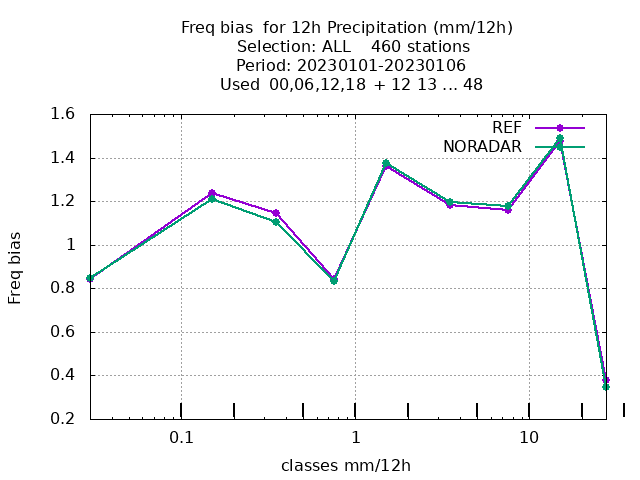 Freq bias  for 12h Precipitation (mm/12h)
Selection: ALL    460 stations
Period: 20230101-20230106
Used  00,06,12,18  + 12 13 ... 48
REF
NORADAR
1.6
1.4
1.2
1
0.8
0.6
0.4
0.2
Freq bias
0.1
1
10
classes mm/12h